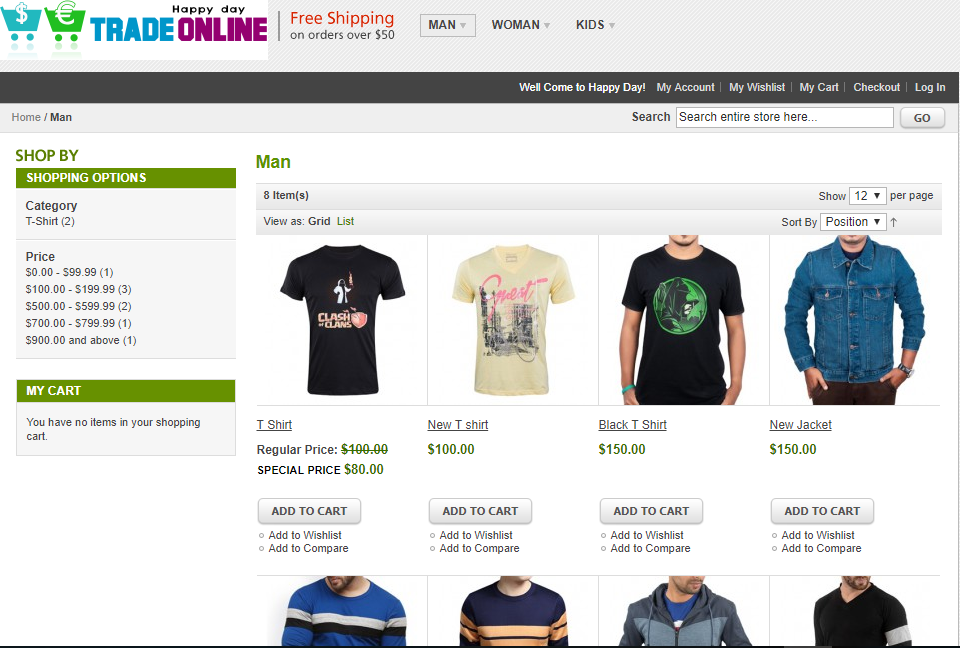 Happy day
TRADE ONLINE
Free Shipping
on orders over $50
MAN
WOMAN
KIDS
Well Come to Happy Day! My Account My Wishlist My Cart Checkout Log In
Home / Man
Search Search entire store here... GO
SHOP BY
SHOPPING OPTIONS
Category
T-Shirt (2)
Price
$0.00 - $99.99 (1)
$100.00 - $199.99 (3)
$500.00 - $599.99 (2)
$700.00 - $799.99 (1)
$900.00 and above (1)
MY CART
You have no items in your shopping
cart.
Man
8 Item(s)
Show 12 per page
View as: Grid List
Sort By Position ↑
CLASH
OF CLANS
T Shirt
Regular Price: $100.00
SPECIAL PRICE $80.00
ADD TO CART
Add to Wishlist
Add to Compare
New T shirt
$100.00
ADD TO CART
Add to Wishlist
Add to Compare
Black T Shirt
$150.00
ADD TO CART
Add to Wishlist
Add to Compare
New Jacket
$150.00
ADD TO CART
Add to Wishlist
Add to Compare